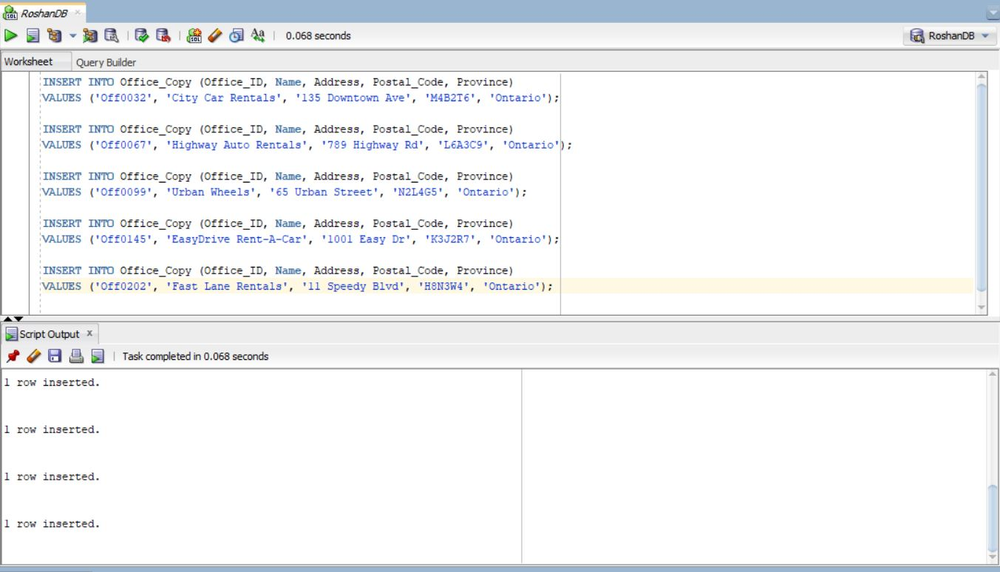 RoshanDB
0.068 seconds
RoshanDB
Worksheet
Query Builder
INSERT INTO Office_Copy (Office_ID, Name, Address, Postal_Code, Province)
VALUES ('Off0032', 'City Car Rentals', '135 Downtown Ave', 'M4B2T6', 'Ontario');
INSERT INTO Office_Copy (Office_ID, Name, Address, Postal_Code, Province)
VALUES ('Off0067', 'Highway Auto Rentals', '789 Highway Rd', 'L6A3C9', 'Ontario');
INSERT INTO Office_Copy (Office_ID, Name, Address, Postal_Code, Province)
VALUES ('Off0099', 'Urban Wheels', '65 Urban Street', 'N2L4G5', 'Ontario');
INSERT INTO Office_Copy (Office_ID, Name, Address, Postal_Code, Province)
VALUES ('Off0145', 'EasyDrive Rent-A-Car', '1001 Easy Dr', 'K3J2R7', 'Ontario');
INSERT INTO Office_Copy (Office_ID, Name, Address, Postal_Code, Province)
VALUES ('Off0202', 'Fast Lane Rentals', '11 Speedy Blvd', 'H8N3W4', 'Ontario');
Script Output x
Task completed in 0.068 seconds
1 row inserted.
1 row inserted.
1 row inserted.
1 row inserted.